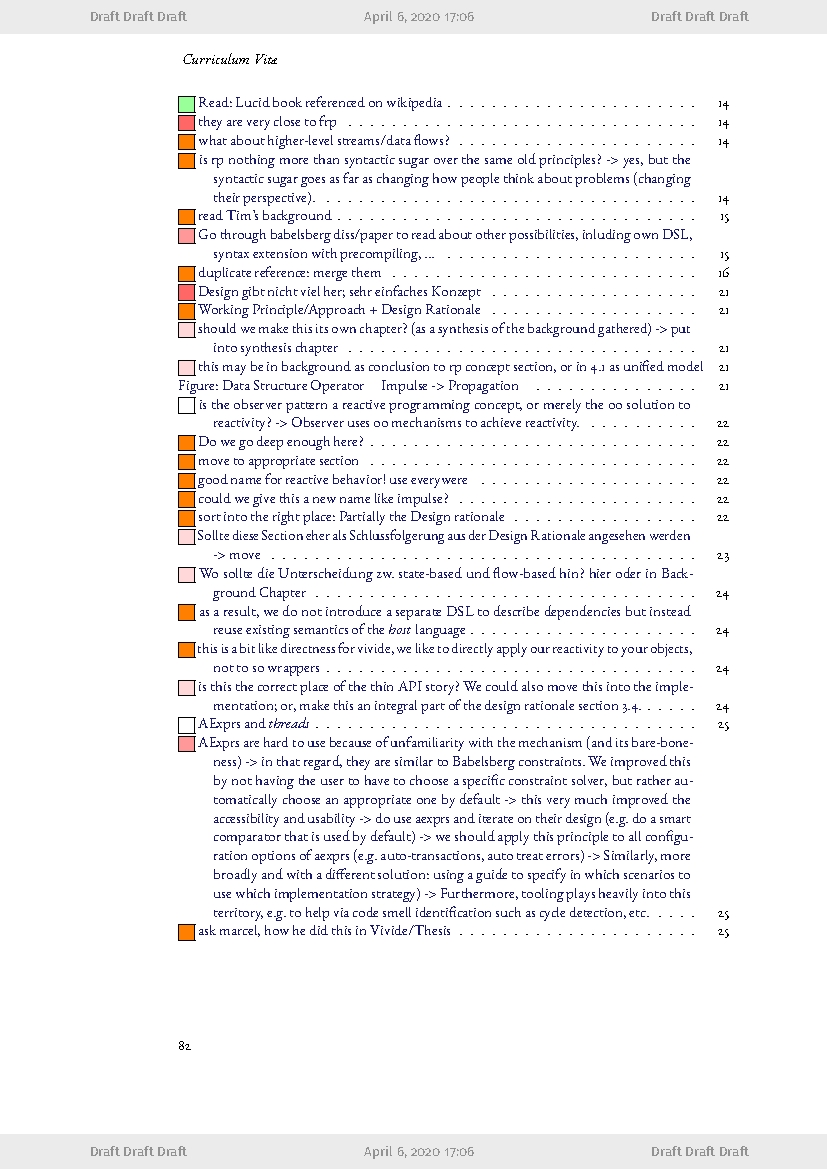 Draft Draft Draft April 6, 2020 17:06 Draft Draft Draft
Curriculum Vitæ
Read: Lucid book referenced on wikipedia . . . . . . . . . . . . . . . . . . . . . . . 14
they are very close to frp . . . . . . . . . . . . . . . . . . . . . . . . . . . . . . . . 14
what about higher-level streams/data flows? . . . . . . . . . . . . . . . . . . . . . . 14
is rp nothing more than syntactic sugar over the same old principles? -> yes, but the
syntactic sugar goes as far as changing how people think about problems (changing
their perspective). . . . . . . . . . . . . . . . . . . . . . . . . . . . . . . . . . . 14
read Tim's background . . . . . . . . . . . . . . . . . . . . . . . . . . . . . . . . . 15
Go through babelsberg diss/paper to read about other possibilities, inluding own DSL,
syntax extension with precompiling, ... . . . . . . . . . . . . . . . . . . . . . . . 15
duplicate reference: merge them . . . . . . . . . . . . . . . . . . . . . . . . . . . . 16
Design gibt nicht viel her; sehr einfaches Konzept . . . . . . . . . . . . . . . . . . . 21
Working Principle/Approach + Design Rationale . . . . . . . . . . . . . . . . . . . 21
should we make this its own chapter? (as a synthesis of the background gathered) -> put
into synthesis chapter . . . . . . . . . . . . . . . . . . . . . . . . . . . . . . . . 21
this may be in background as conclusion to rp concept section, or in 4.1 as unified model 21
Figure: Data Structure Operator Impulse -> Propagation . . . . . . . . . . . . . . . 21
is the observer pattern a reactive programming concept, or merely the oo solution to
reactivity? -> Observer uses oo mechanisms to achieve reactivity. . . . . . . . . . . 22
Do we go deep enough here? . . . . . . . . . . . . . . . . . . . . . . . . . . . . . . 22
move to appropriate section . . . . . . . . . . . . . . . . . . . . . . . . . . . . . . 22
good name for reactive behavior! use everywere . . . . . . . . . . . . . . . . . . . . 22
could we give this a new name like impulse? . . . . . . . . . . . . . . . . . . . . . . 22
sort into the right place: Partially the Design rationale . . . . . . . . . . . . . . . . . 22
Sollte diese Section eher als Schlussfolgerung aus der Design Rationale angesehen werden
-> move . . . . . . . . . . . . . . . . . . . . . . . . . . . . . . . . . . . . . . . 23
Wo sollte die Unterscheidung zw. state-based und flow-based hin? hier oder in Back-
ground Chapter . . . . . . . . . . . . . . . . . . . . . . . . . . . . . . . . . . . 24
as a result, we do not introduce a separate DSL to describe dependencies but instead
reuse existing semantics of the host language . . . . . . . . . . . . . . . . . . . . . 24
this is a bit like directness for vivide, we like to directly apply our reactivity to your objects,
not to so wrappers . . . . . . . . . . . . . . . . . . . . . . . . . . . . . . . . . . 24
is this the correct place of the thin API story? We could also move this into the imple-
mentation; or, make this an integral part of the design rationale section 3.4. . . . . . 24
AExprs and threads . . . . . . . . . . . . . . . . . . . . . . . . . . . . . . . . . . . 25
AExprs are hard to use because of unfamiliarity with the mechanism (and its bare-bone-
ness) -> in that regard, they are similar to Babelsberg constraints. We improved this
by not having the user to have to choose a specific constraint solver, but rather au-
tomatically choose an appropriate one by default -> this very much improved the
accessibility and usability -> do use aexprs and iterate on their design (e.g. do a smart
comparator that is used by default) -> we should apply this principle to all configu-
ration options of aexprs (e.g. auto-transactions, auto treat errors) -> Similarly, more
broadly and with a different solution: using a guide to specify in which scenarios to
use which implementation strategy) -> Furthermore, tooling plays heavily into this
territory, e.g. to help via code smell identification such as cycle detection, etc. . . . . 25
ask marcel, how he did this in Vivide/Thesis . . . . . . . . . . . . . . . . . . . . . . 25
82
Draft Draft Draft April 6, 2020 17:06 Draft Draft Draft